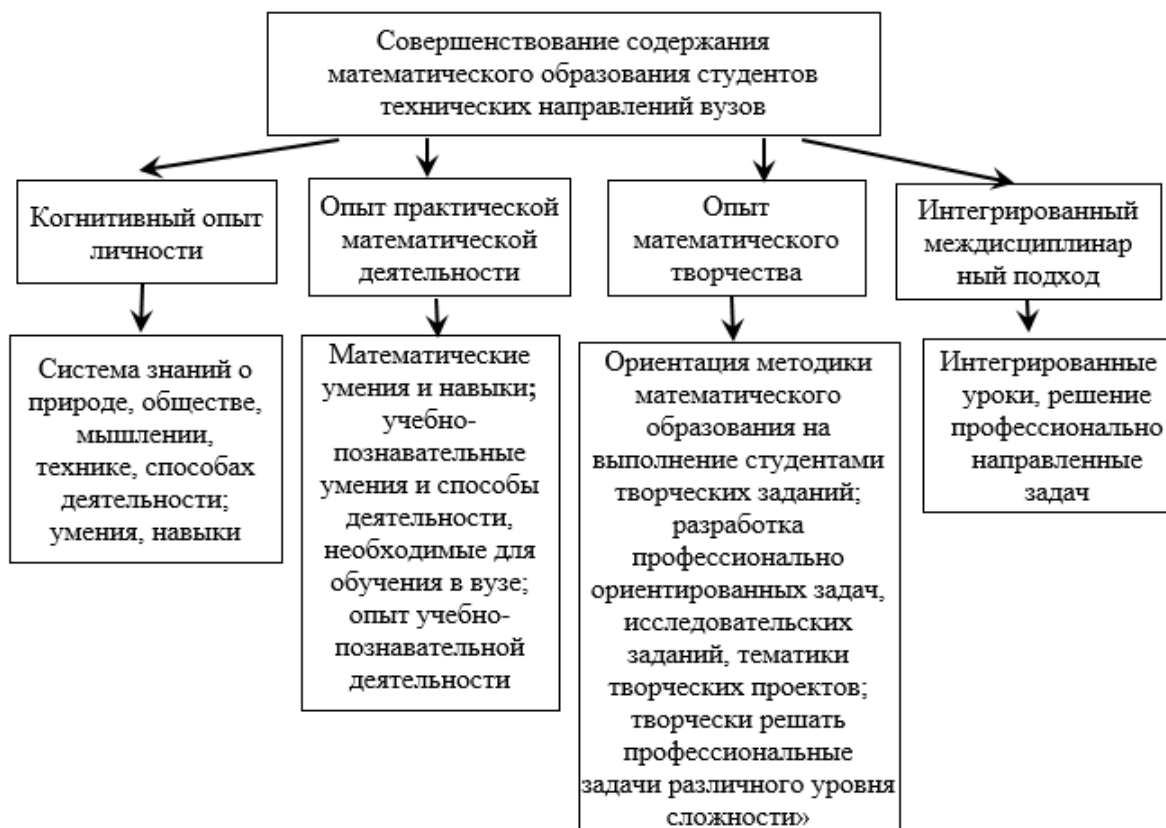 Совершенствование содержания
математического образования студентов
технических направлений вузов
Когнитивный опыт
личности
Опыт практической
математической
деятельности
Опыт
математического
творчества
Интегрированный
междисциплинар
ный подход
Система знаний о
природе, обществе,
мышлении,
технике, способах
деятельности;
умения, навыки
Математические
умения и навыки;
учебно-
познавательные
умения и способы
деятельности,
необходимые для
обучения в вузе;
опыт учебно-
познавательной
деятельности
Ориентация методики
математического
образования на
выполнение студентами
творческих заданий;
разработка
профессионально
ориентированных задач,
исследовательских
заданий, тематики
творческих проектов;
творчески решать
профессиональные
задачи различного уровня
сложности»
Интегрированные
уроки, решение
профессионально
направленные
задач